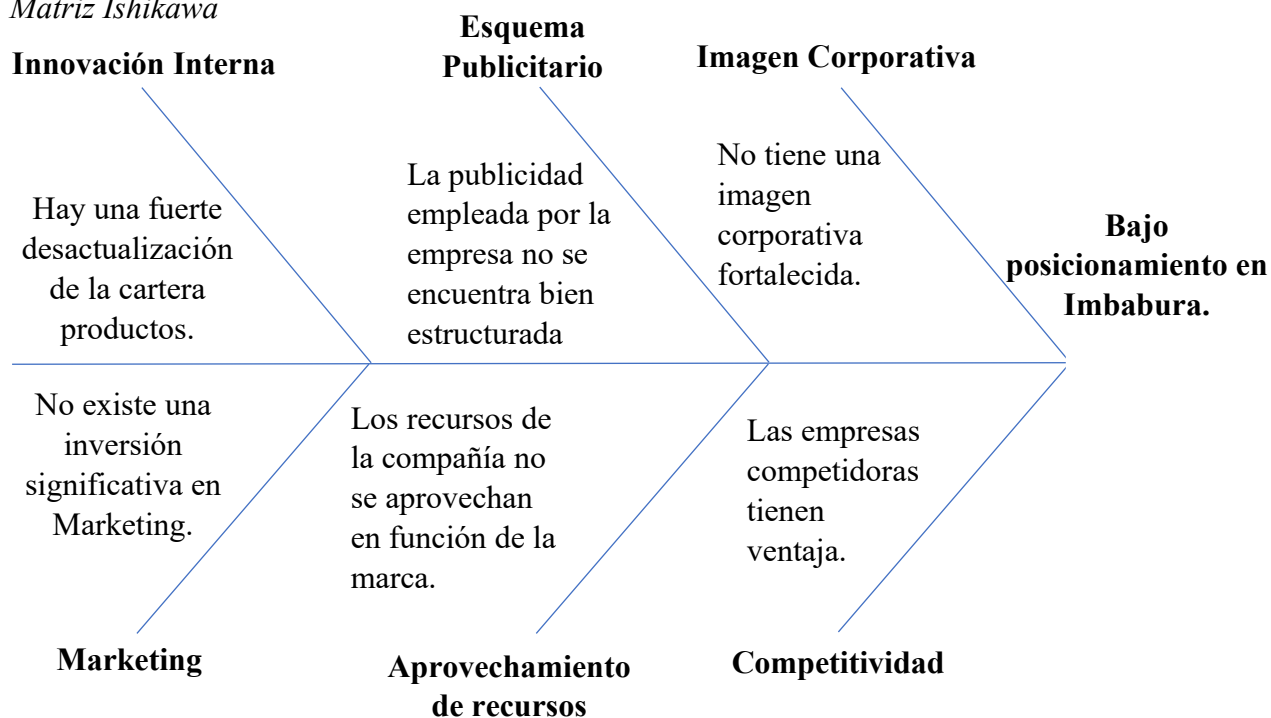 Matriz Ishikawa
Innovación Interna
Esquema
Publicitario
Imagen Corporativa
Hay una fuerte
desactualización
de la cartera
productos.
La publicidad
empleada por la
empresa no se
encuentra bien
estructurada
No tiene una
imagen
corporativa
fortalecida.
Bajo
posicionamiento en
Imbabura.
No existe una
inversión
significativa en
Marketing.
Los recursos de
la compañía no
se aprovechan
en función de la
marca.
Las empresas
competidoras
tienen
ventaja.
Marketing
Aprovechamiento
de recursos
Competitividad